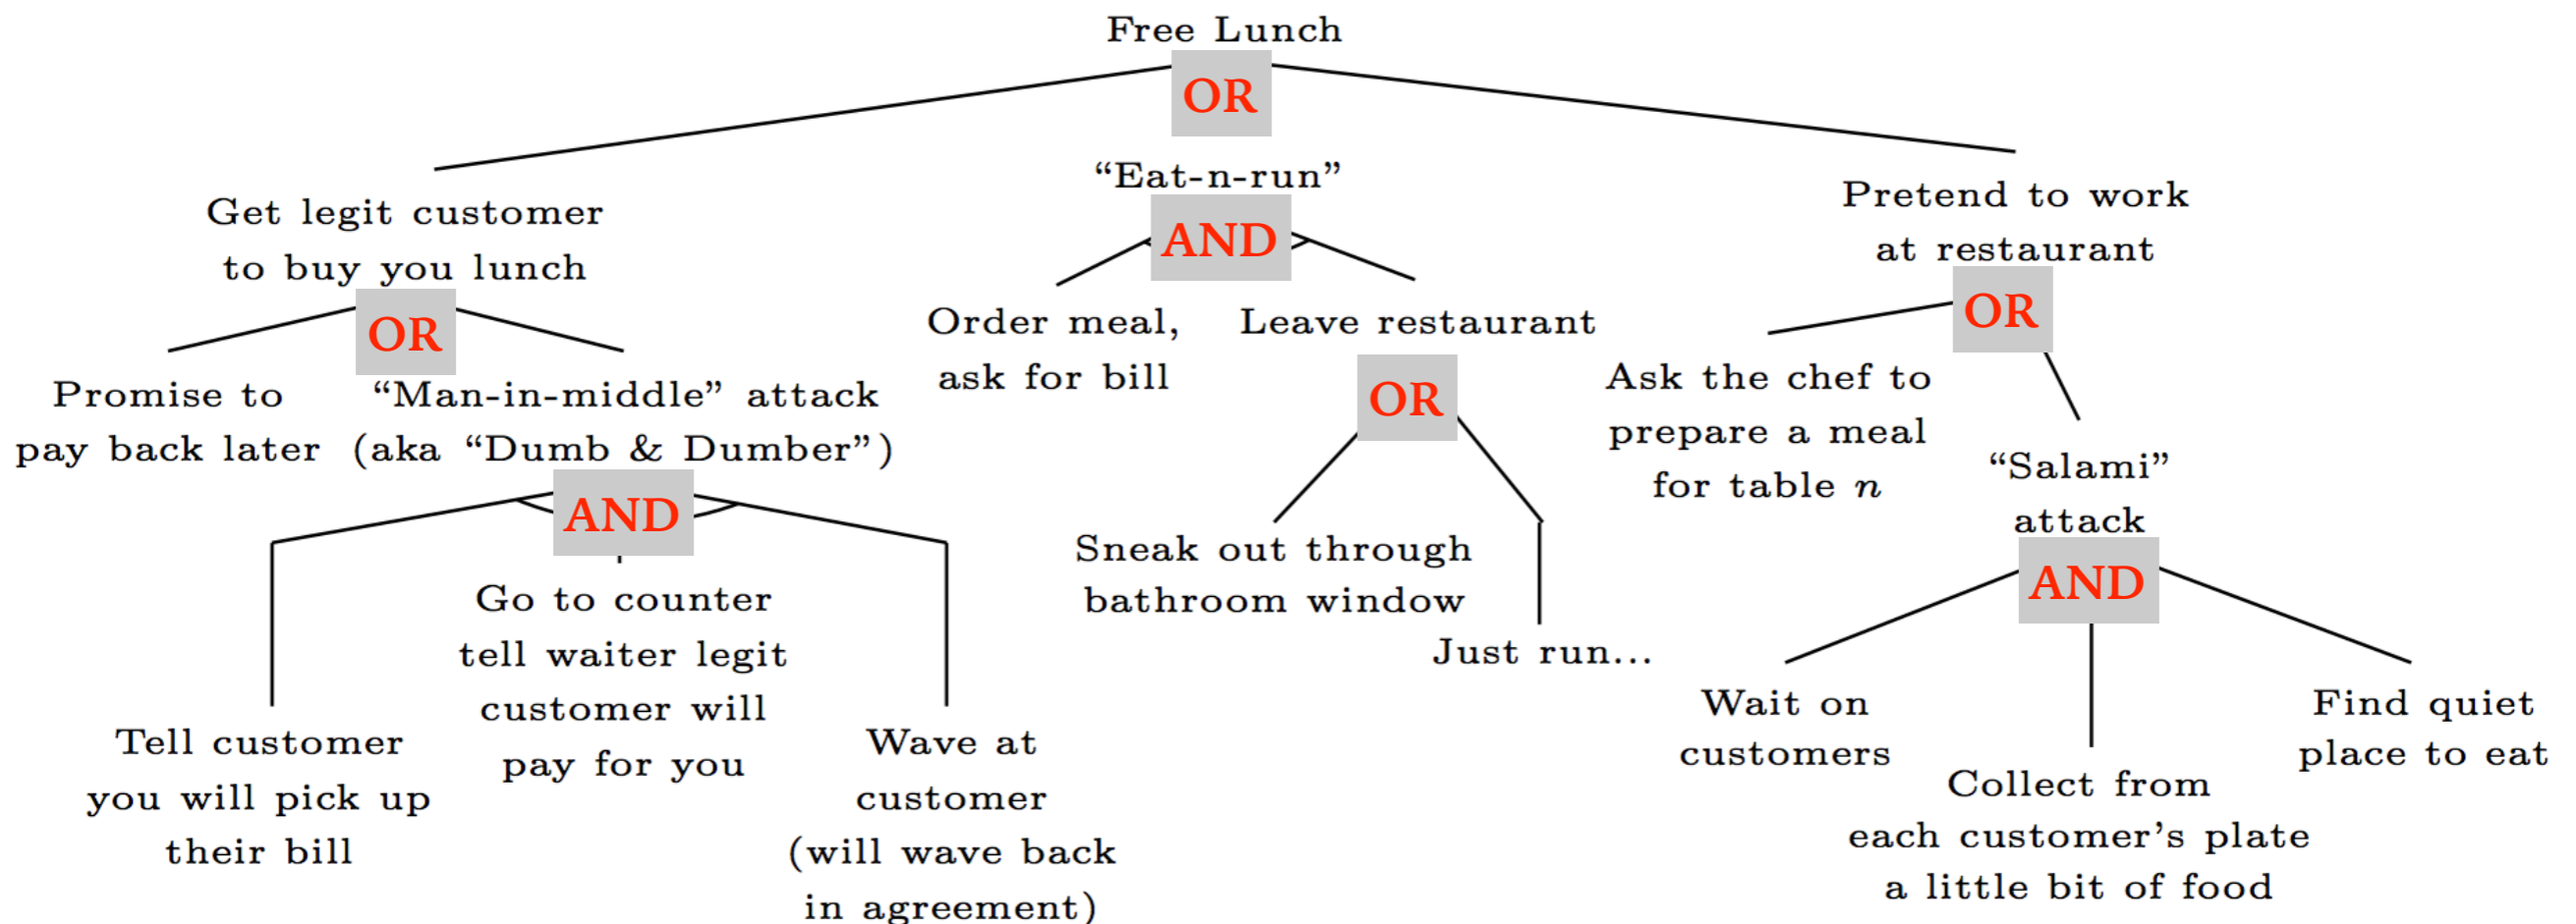 Free Lunch
OR
Get legit customer
to buy you lunch
OR
Promise to
pay back later
“Man-in-middle” attack
(aka “Dumb & Dumber”)
AND
Tell customer
you will pick up
their bill
Go to counter
tell waiter legit
customer will
pay for you
Wave at
customer
(will wave back
in agreement)
“Eat-n-run”
AND
Order meal,
ask for bill
Leave restaurant
OR
Sneak out through
bathroom window
Just run...
Pretend to work
at restaurant
OR
Ask the chef to
prepare a meal
for table n
“Salami”
attack
AND
Wait on
customers
Collect from
each customer’s plate
a little bit of food
Find quiet
place to eat